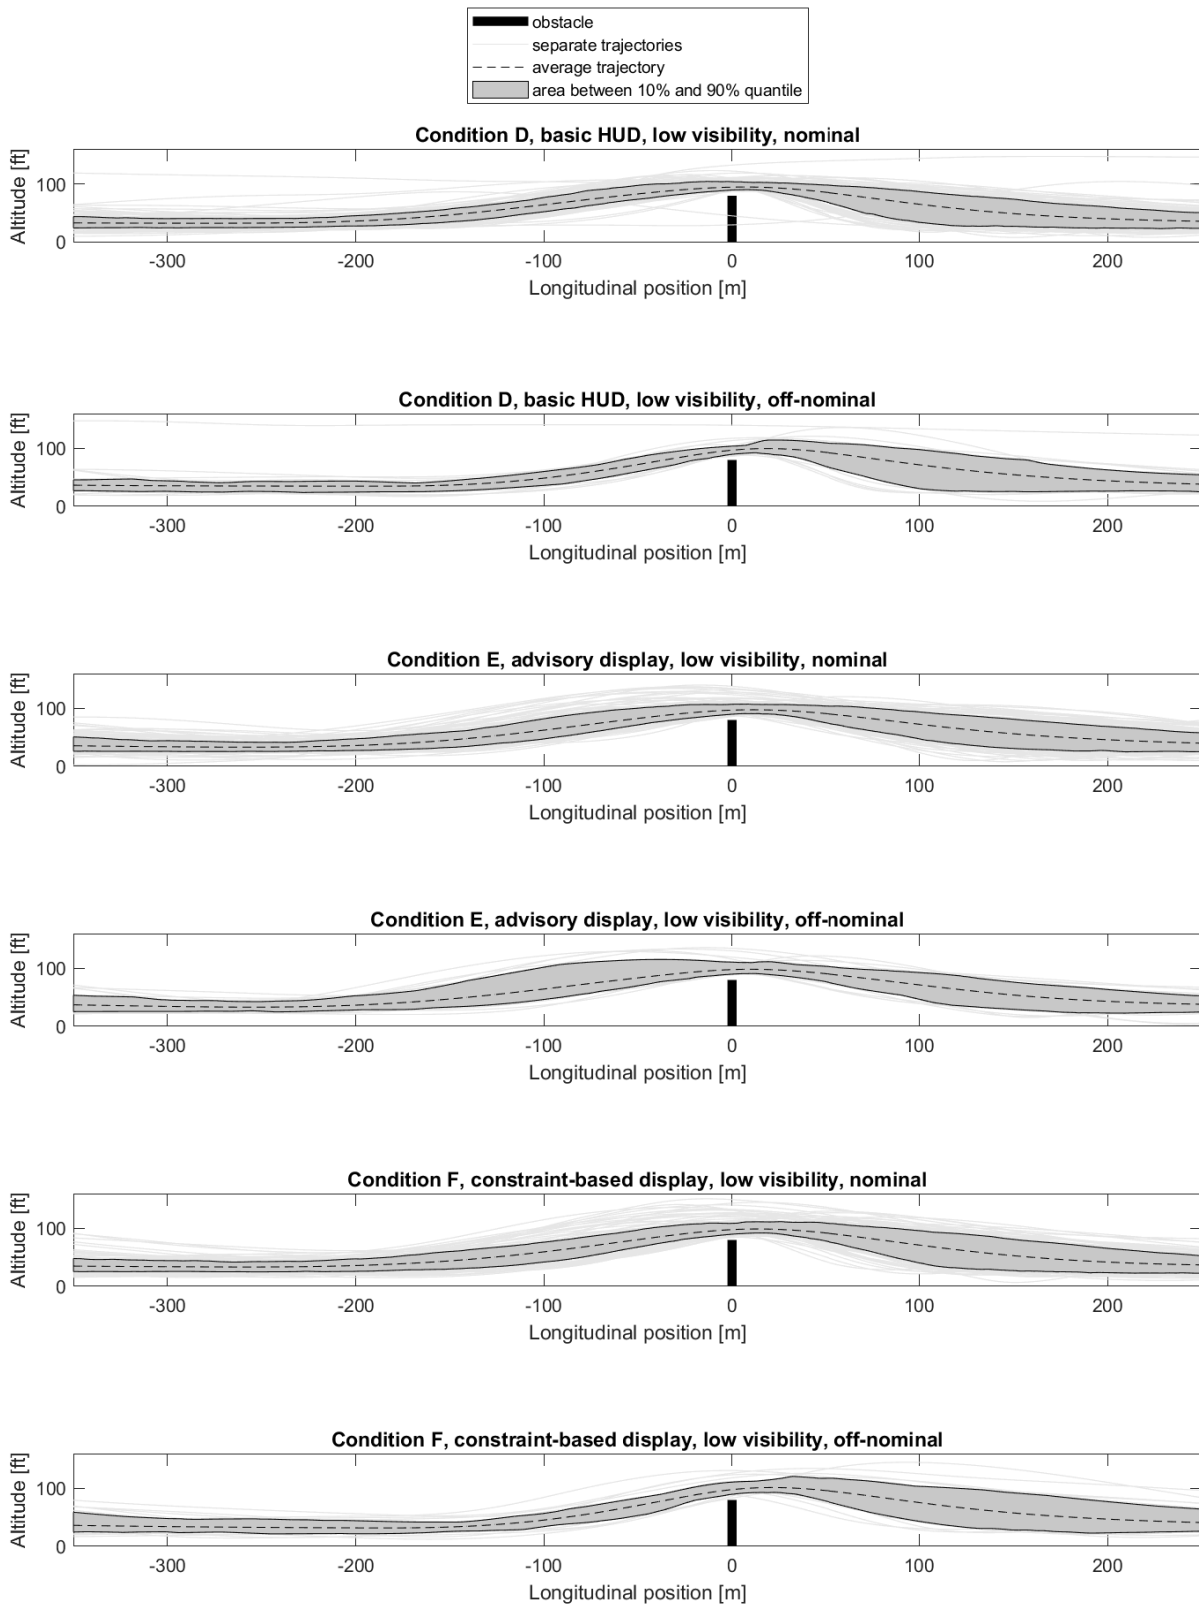 obstacle
separate trajectories
average trajectory
area between 10% and 90% quantile
Condition D, basic HUD, low visibility, nominal
Altitude [ft]
100
0
-300 -200 -100 0 100 200
Longitudinal position [m]
Condition D, basic HUD, low visibility, off-nominal
Altitude [ft]
100
0
-300 -200 -100 0 100 200
Longitudinal position [m]
Condition E, advisory display, low visibility, nominal
Altitude [ft]
100
0
-300 -200 -100 0 100 200
Longitudinal position [m]
Condition E, advisory display, low visibility, off-nominal
Altitude [ft]
100
0
-300 -200 -100 0 100 200
Longitudinal position [m]
Condition F, constraint-based display, low visibility, nominal
Altitude [ft]
100
0
-300 -200 -100 0 100 200
Longitudinal position [m]
Condition F, constraint-based display, low visibility, off-nominal
Altitude [ft]
100
0
-300 -200 -100 0 100 200
Longitudinal position [m]